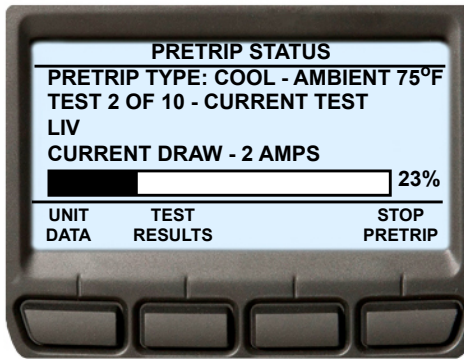 PRETRIP STATUS
PRETRIP TYPE: COOL - AMBIENT 75ºF
TEST 2 OF 10 - CURRENT TEST
LIV
CURRENT DRAW - 2 AMPS
23%
UNIT DATA
TEST RESULTS
STOP PRETRIP